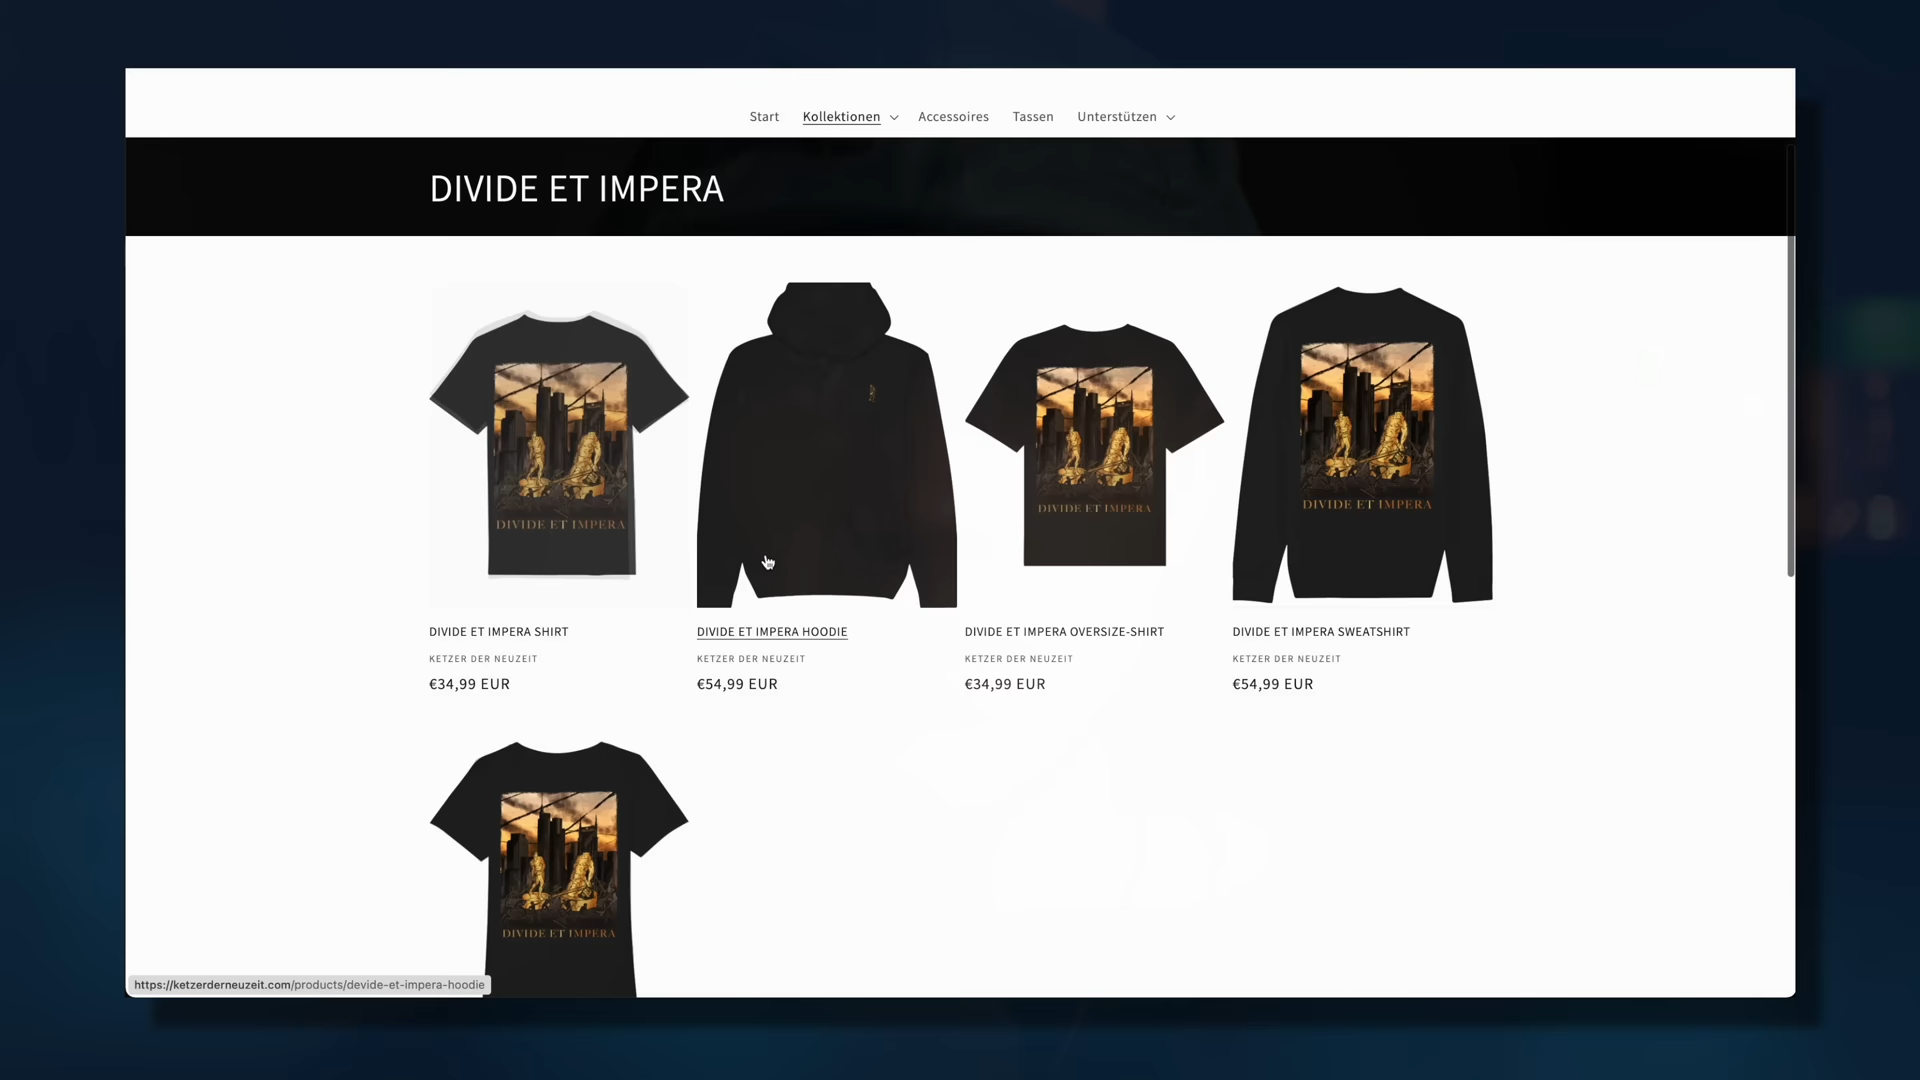 Start Kollektionen Accessoires Tassen Unterstützen
DIVIDE ET IMPERA
DIVIDE ET IMPERA
DIVIDE ET IMPERA
DIVIDE ET IMPERA
DIVIDE ET IMPERA SHIRT
KETZER DER NEUZEIT
€34,99 EUR
DIVIDE ET IMPERA HOODIE
KETZER DER NEUZEIT
€54,99 EUR
DIVIDE ET IMPERA OVERSIZE-SHIRT
KETZER DER NEUZEIT
€34,99 EUR
DIVIDE ET IMPERA SWEATSHIRT
KETZER DER NEUZEIT
€54,99 EUR
DIVIDE ET IMPERA
https://ketzerderneuzeit.com/products/devide-et-impera-hoodie